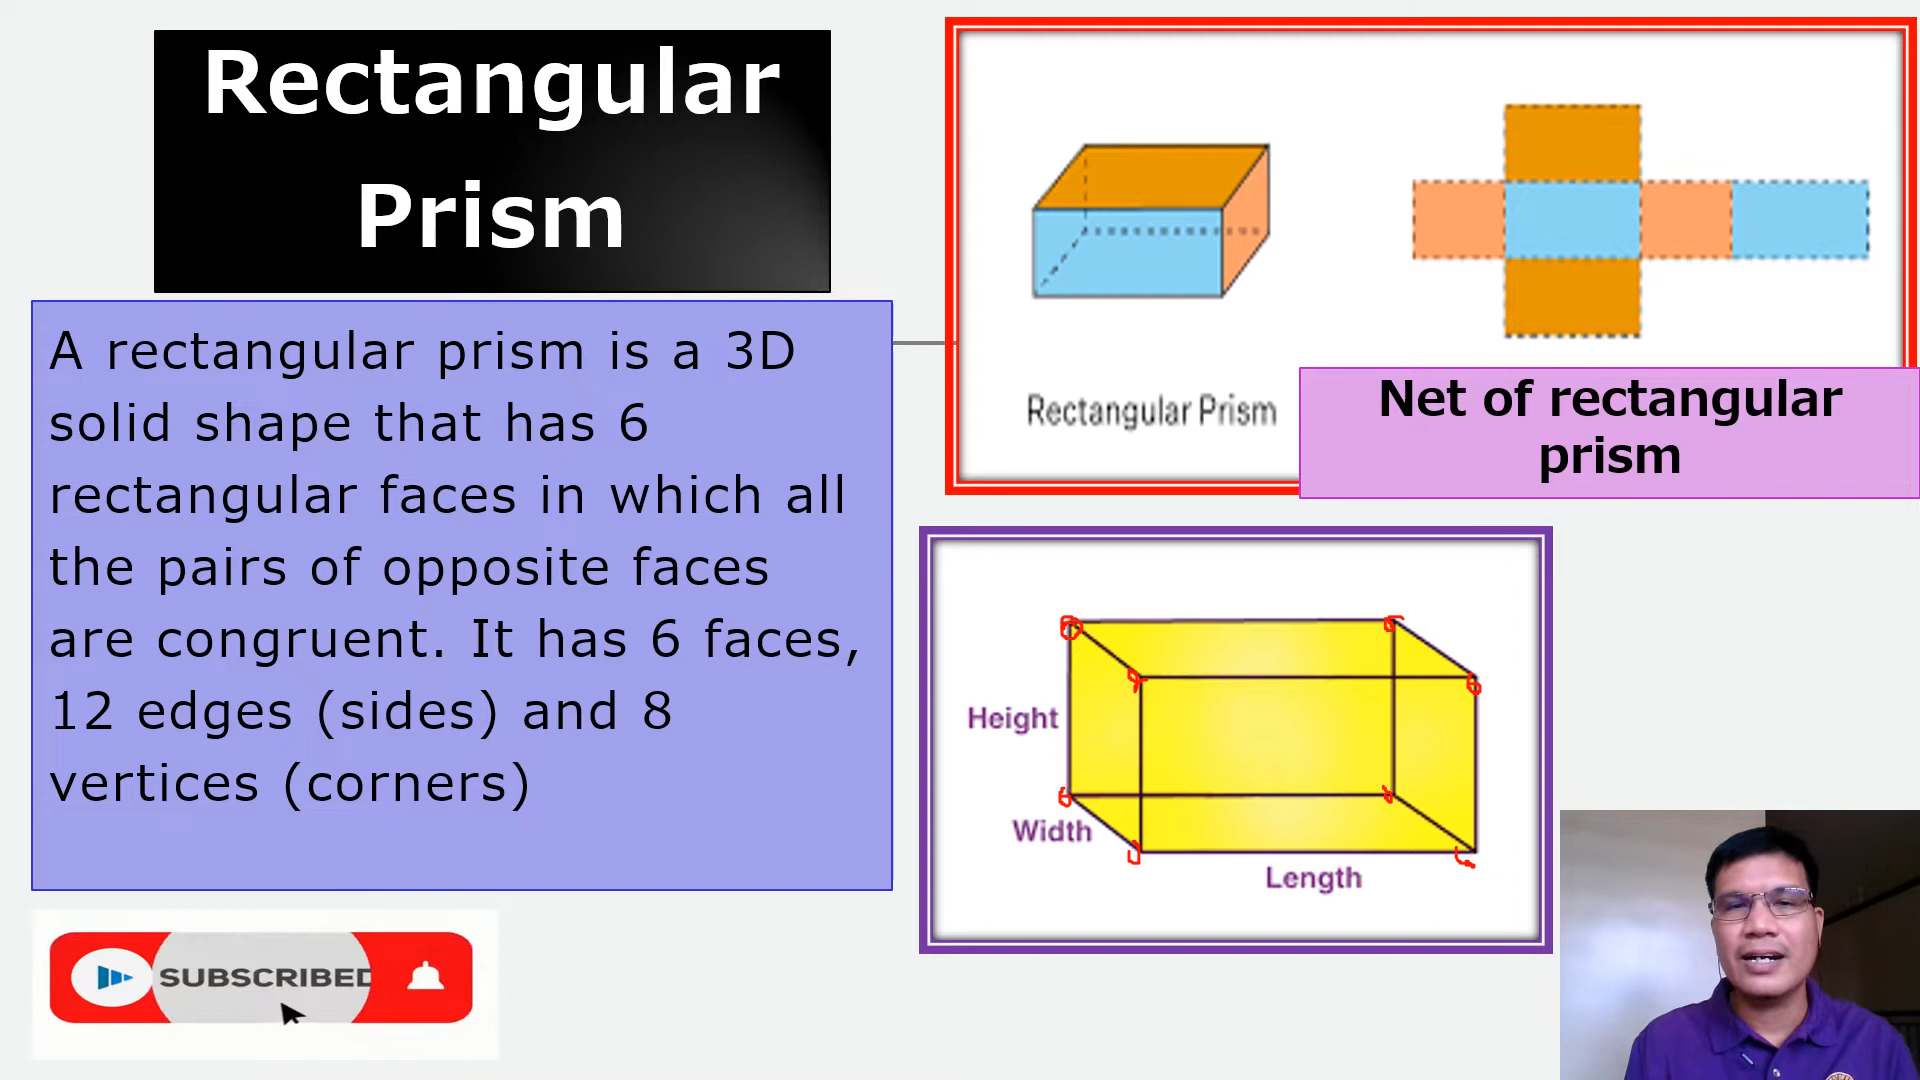 Rectangular
Prism
A rectangular prism is a 3D
solid shape that has 6
rectangular faces in which all
the pairs of opposite faces
are congruent. It has 6 faces,
12 edges (sides) and 8
vertices (corners)
Rectangular Prism
Net of rectangular
prism
Height
Width
Length
SUBSCRIBED